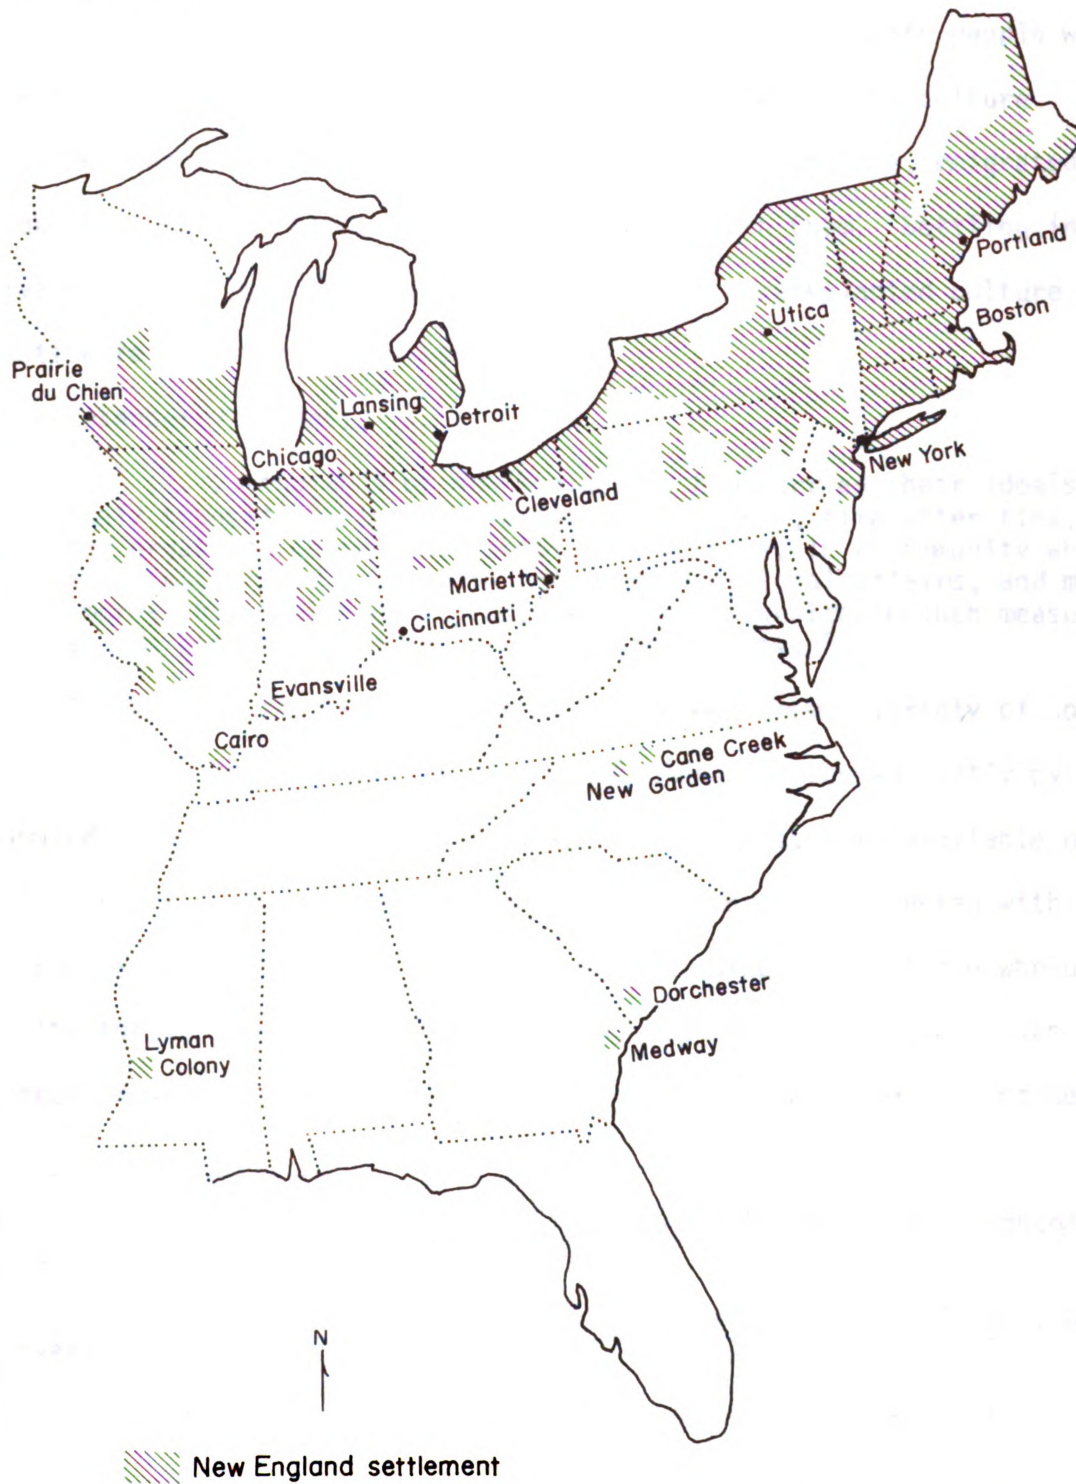 Portland
Utica
Boston
Prairie
du Chien
Lansing
Detroit
Chicago
New York
Cleveland
Marietta
Cincinnati
Evansville
Cairo
Cane Creek
New Garden
Dorchester
Medway
Lyman
Colony
N
New England settlement